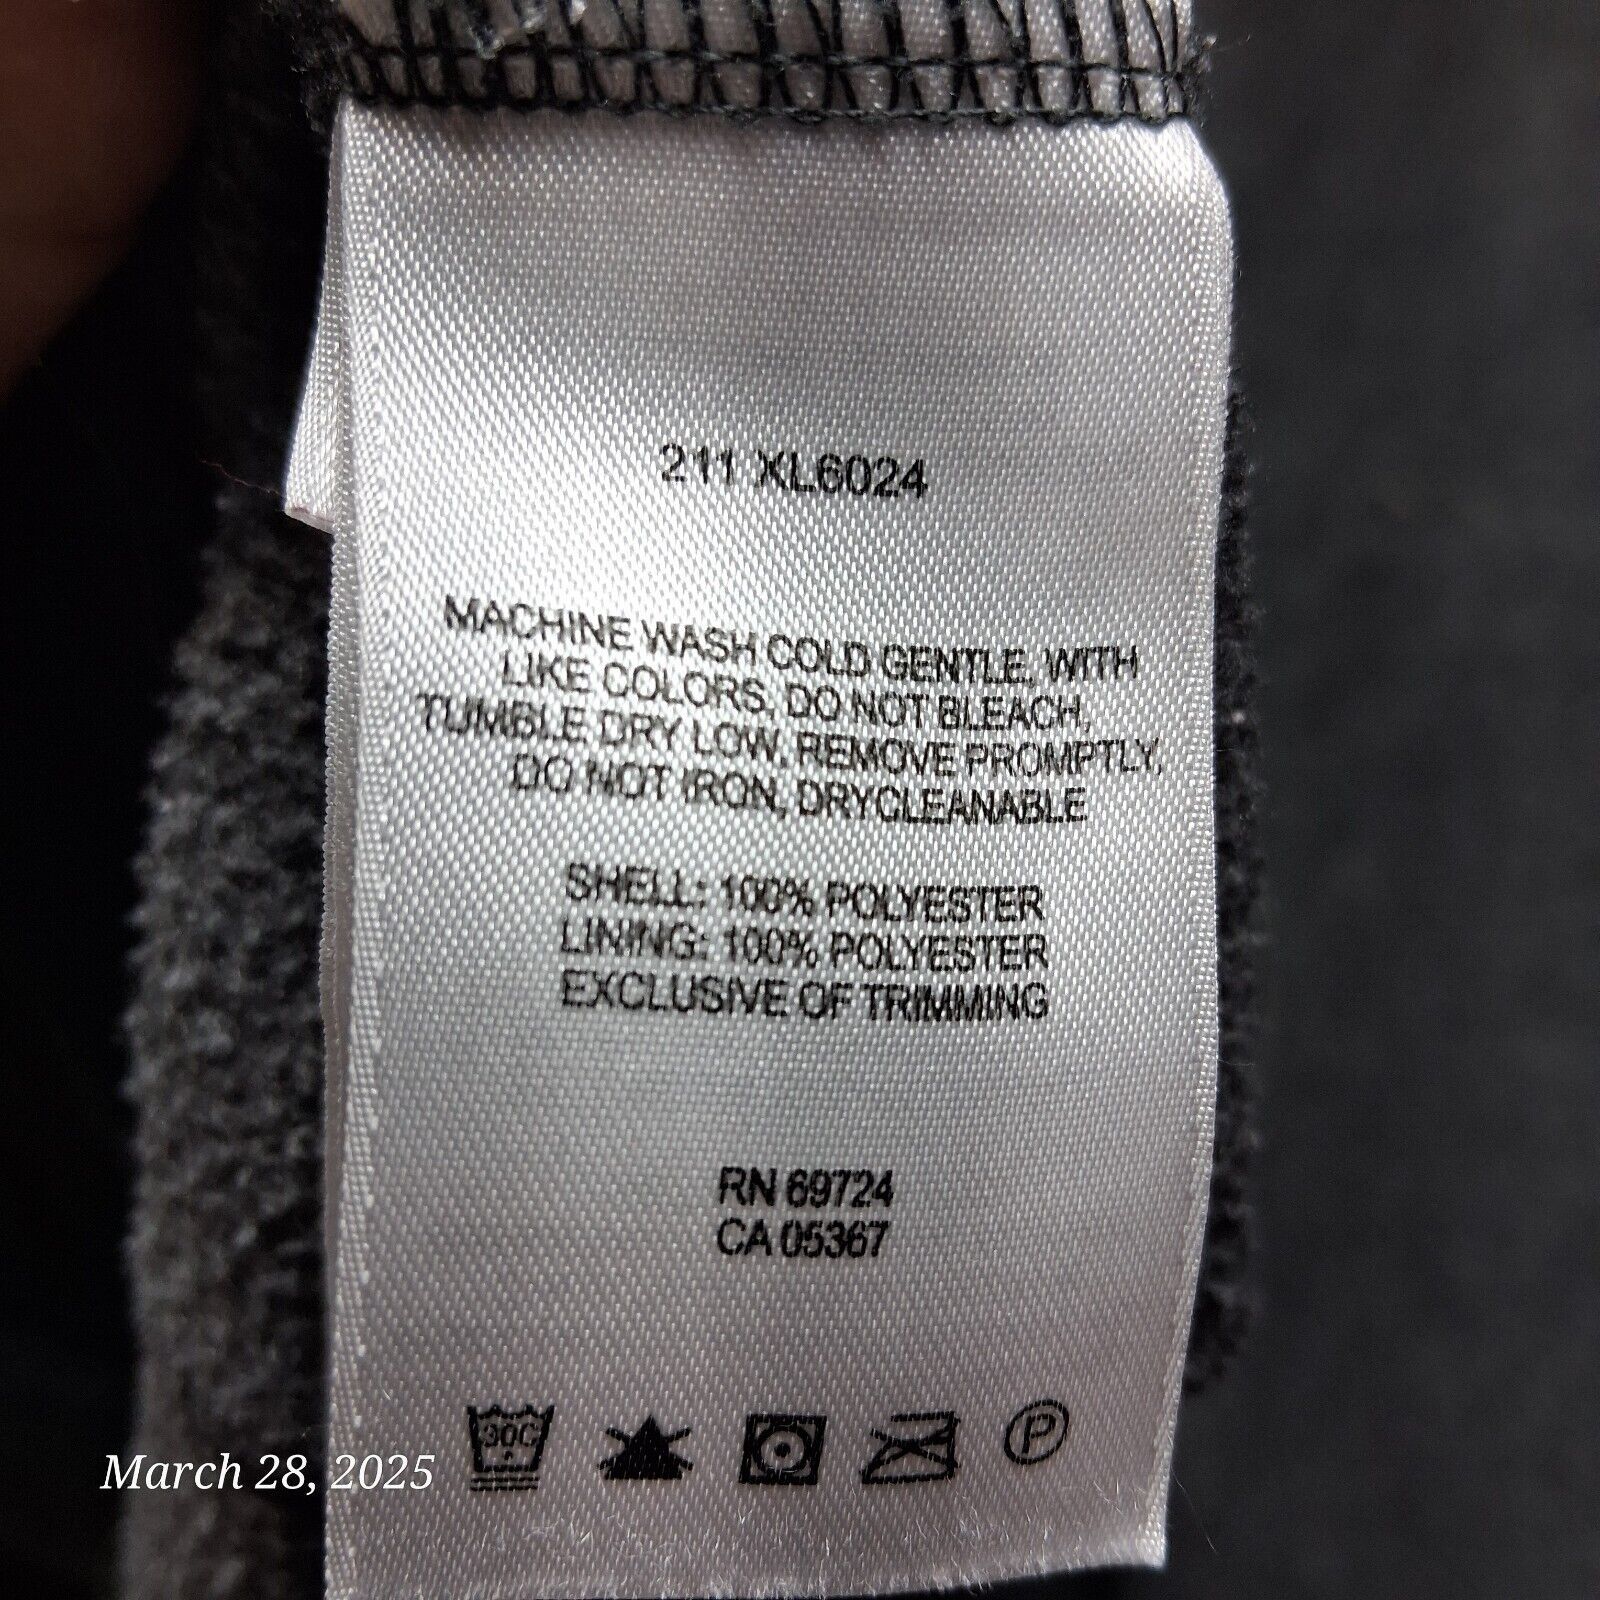 211 XL6024
MACHINE WASH COLD GENTLE, WITH
LIKE COLORS, DO NOT BLEACH,
TUMBLE DRY LOW, REMOVE PROMPTLY,
DO NOT IRON, DRYCLEANABLE
SHELL: 100% POLYESTER
LINING: 100% POLYESTER
EXCLUSIVE OF TRIMMING
RN 69724
CA 05367
30C
P
March 28, 2025